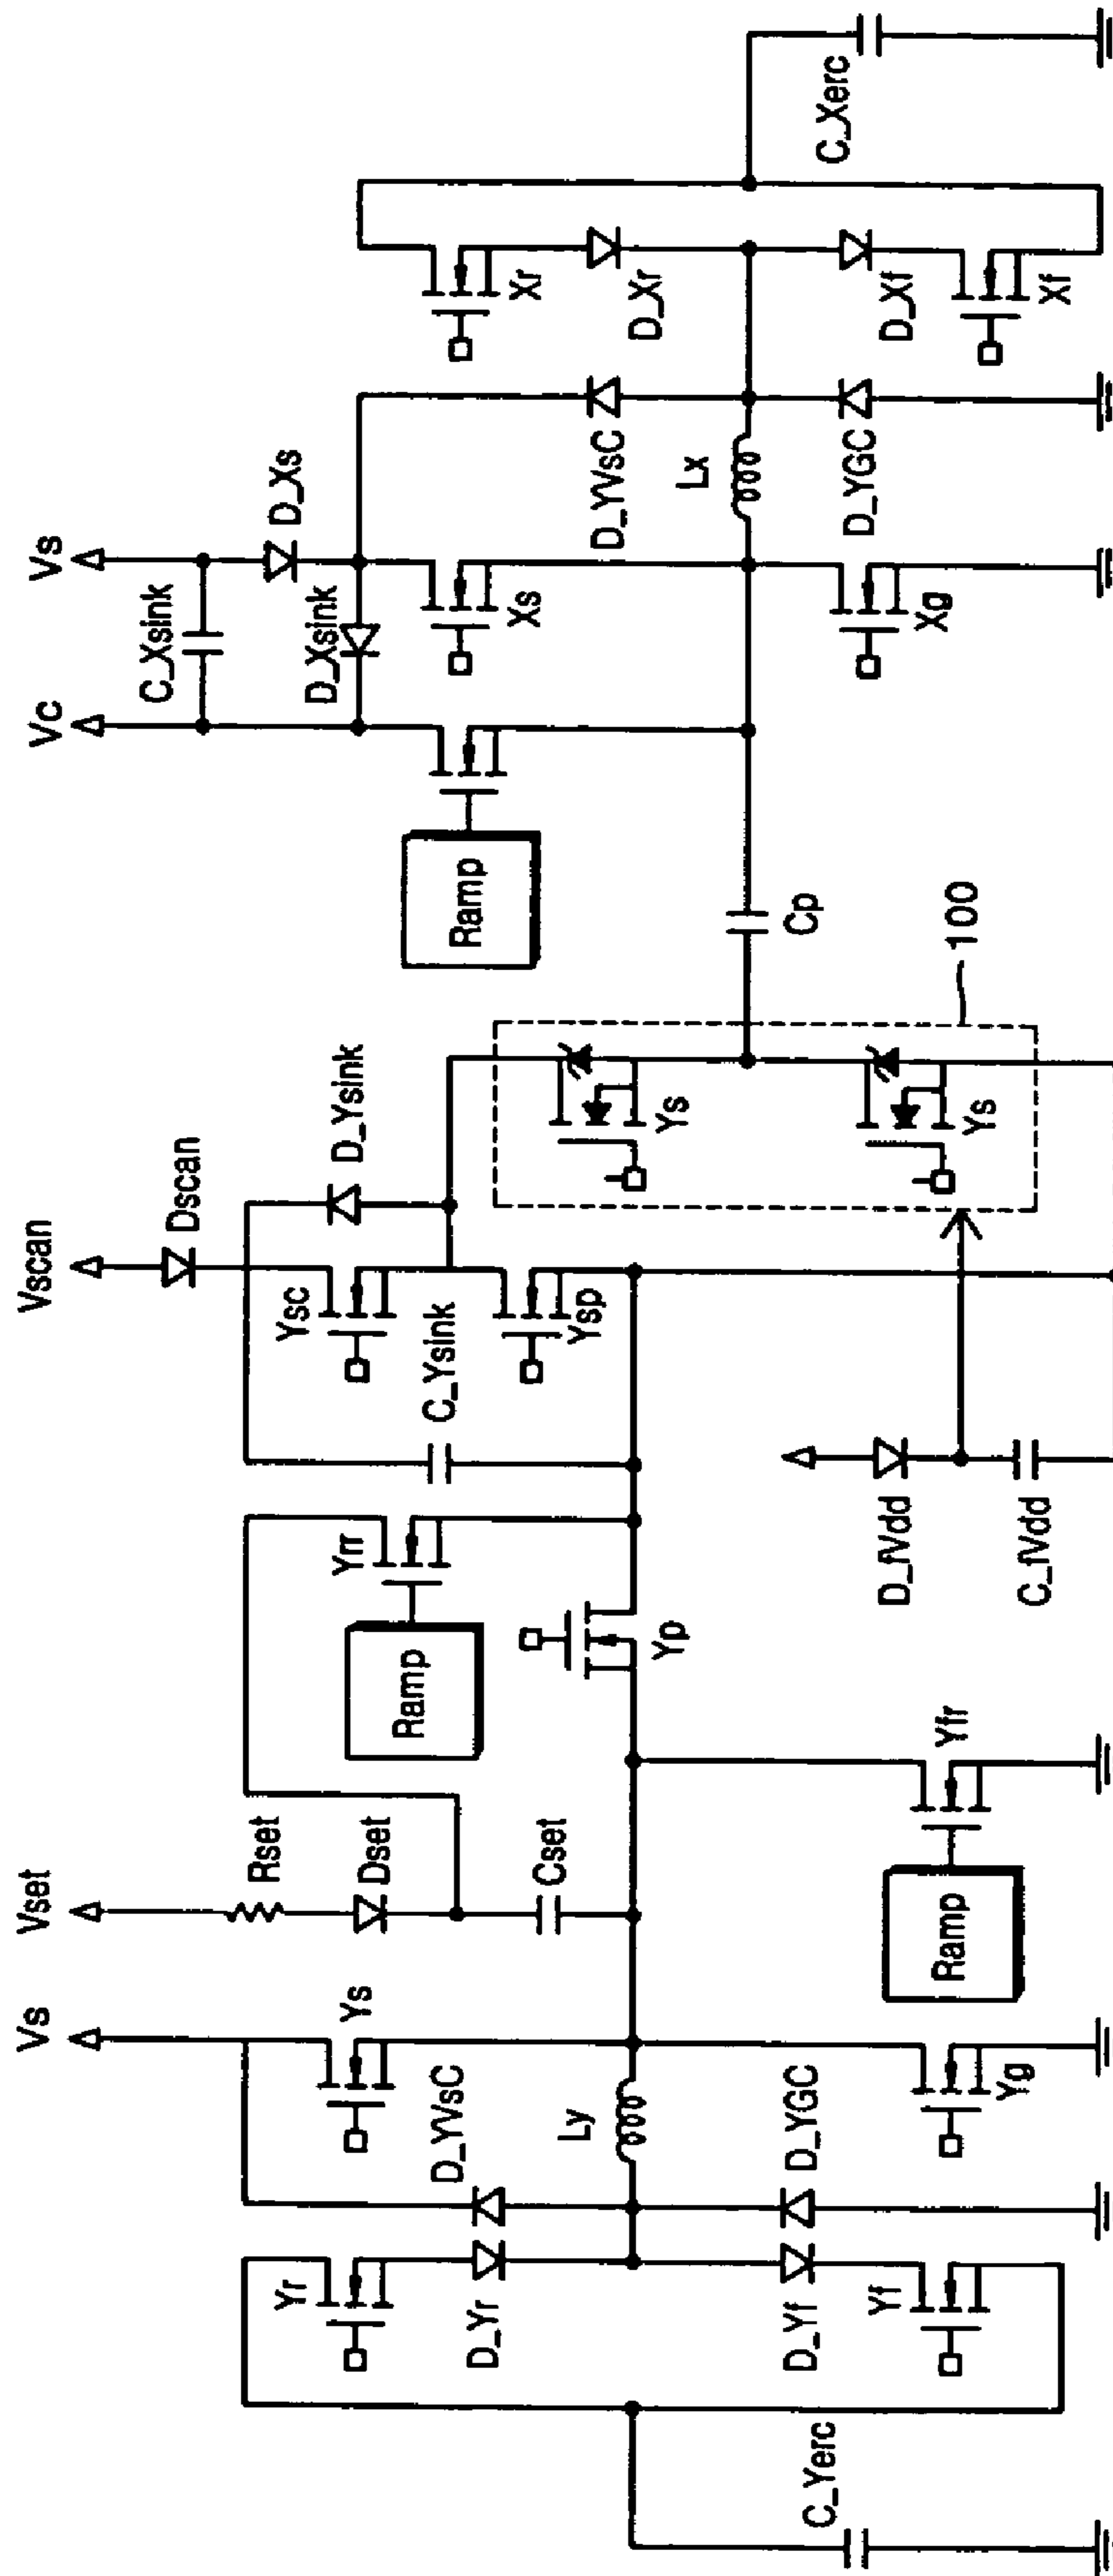 Vs
Vset
Vscan
Vc
Vs
Rset
Dset
Cset
Dscan
D_Ysink
Ysc
C_Ysink
Ysp
Yrr
Ramp
Yp
C_Xsink
D_Xs
D_Xsink
Xs
Ramp
D_YVsC
Lx
D_YGC
Xg
Xr
D_Xr
D_Xf
Xf
C_Xerc
Yr
D_Yr
Ys
D_YVsC
Ly
D_YGC
D_Yf
Yf
Yg
C_Yerc
Ramp
Yfr
D_fVdd
C_fVdd
Ys
Ys
100
Cp